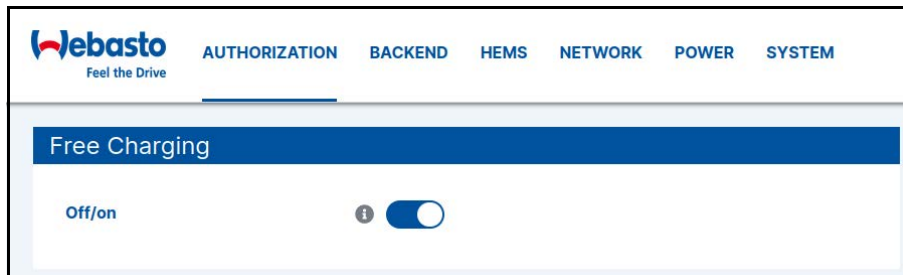 Webasto
Feel the Drive
AUTHORIZATION BACKEND HEMS NETWORK POWER SYSTEM
Free Charging
Off/on
i